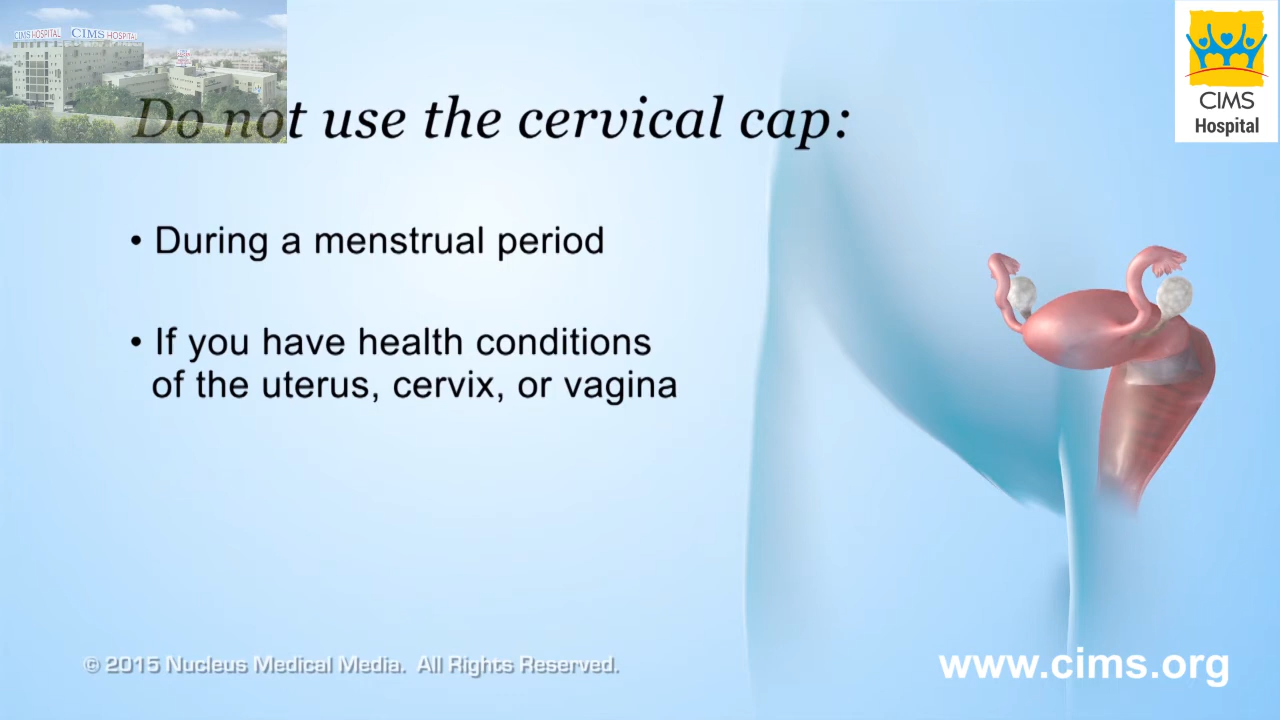 CIMS HOSPITAL CIMS HOSPITAL
Do not use the cervical cap:
CIMS
Hospital
• During a menstrual period
• If you have health conditions
of the uterus, cervix, or vagina
© 2015 Nucleus Medical Media. All Rights Reserved.
www.cims.org